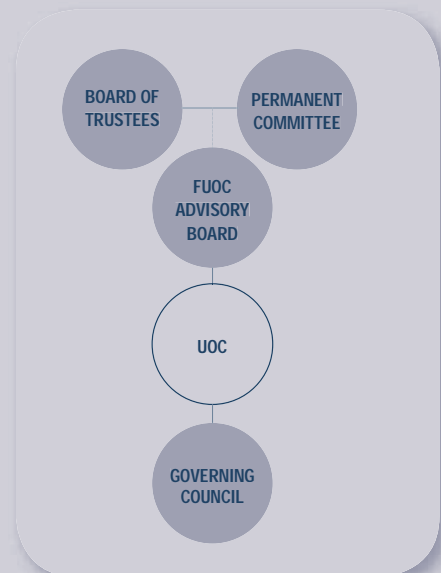 BOARD OF
TRUSTEES
PERMANENT
COMMITTEE
FUOC
ADVISORY
BOARD
UOC
GOVERNING
COUNCIL